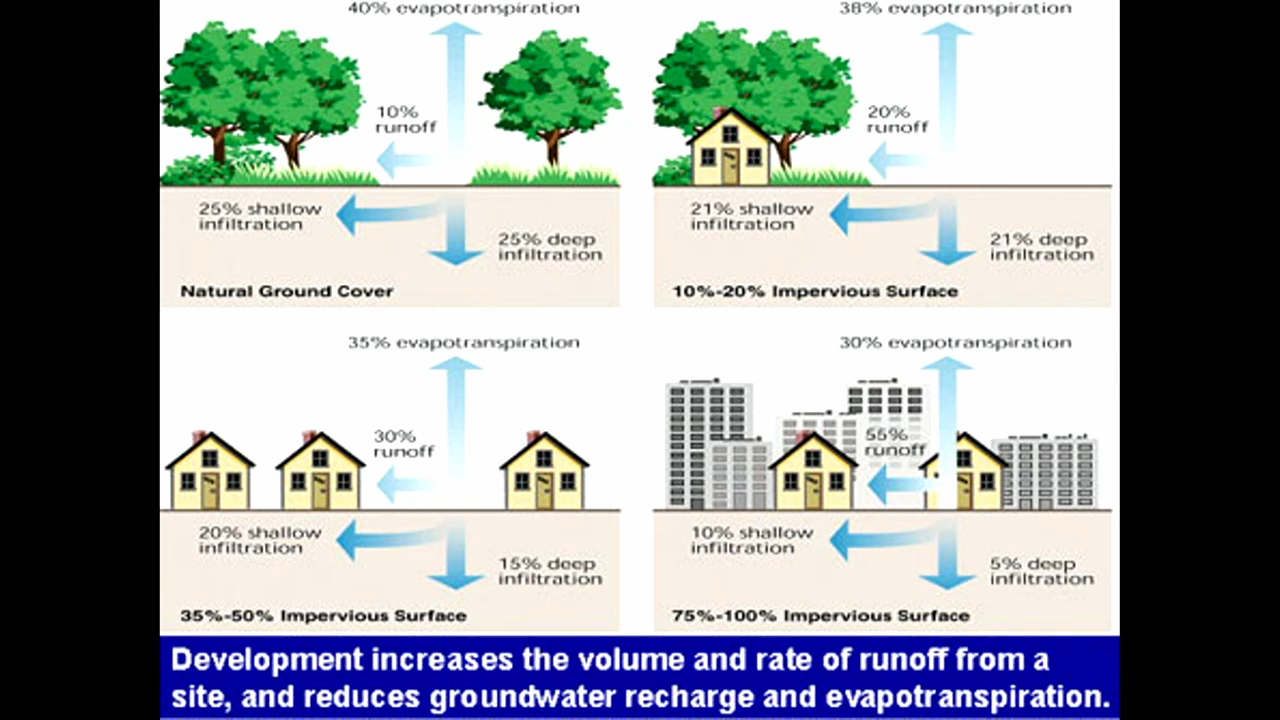 40% evapotranspiration
10%
runoff
25% shallow
infiltration
25% deep
infiltration
Natural Ground Cover
38% evapotranspiration
20%
runoff
21% shallow
infiltration
21% deep
infiltration
10%-20% Impervious Surface
35% evapotranspiration
30%
runoff
20% shallow
infiltration
15% deep
infiltration
35%-50% Impervious Surface
30% evapotranspiration
55%
runoff
10% shallow
infiltration
5% deep
infiltration
75%-100% Impervious Surface
Development increases the volume and rate of runoff from a
site, and reduces groundwater recharge and evapotranspiration.